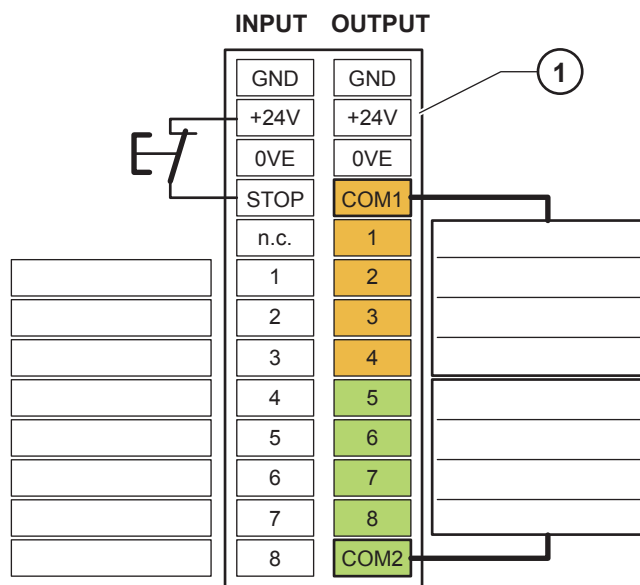 INPUT OUTPUT
1
GND GND
+24V +24V
0VE 0VE
STOP COM1
n.c. 1
1 2
2 3
3 4
4 5
5 6
6 7
7 8
8 COM2